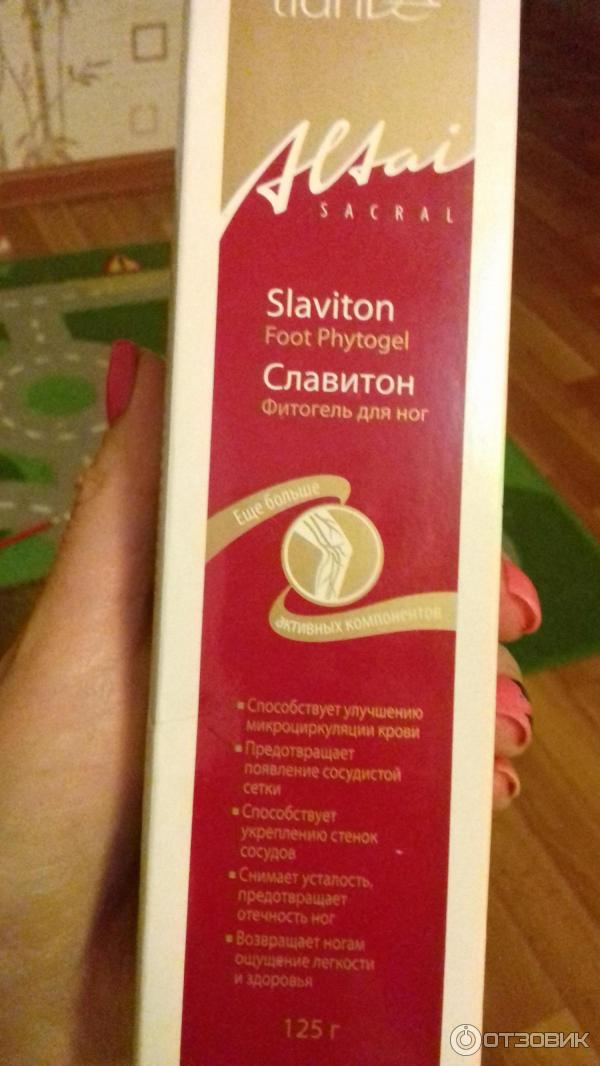 tianDe
Altai
SACRAL
Slaviton
Foot Phytogel
Славитон
Фитогель для ног
Еще больше
активных компонентов
▪ Способствует улучшению
микроциркуляции крови
▪ Предотвращает
появление сосудистой
сетки
▪ Способствует
укреплению стенок
сосудов
▪ Снимает усталость,
предотвращает
отечность ног
▪ Возвращает ногам
ощущение легкости
и здоровья
125 г
ОТЗОВИК